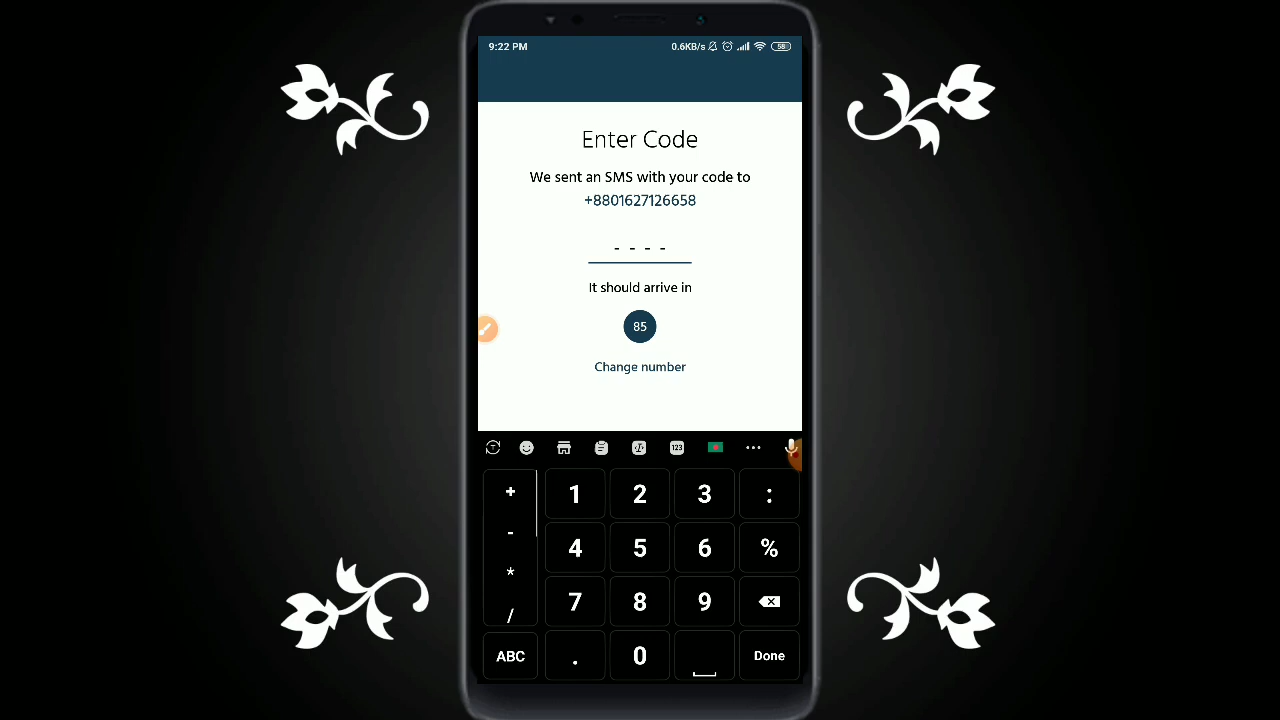 9:22 PM 0.6KB/s 58
Enter Code
We sent an SMS with your code to
+8801627126658
- - - -
It should arrive in
85
Change number
123
+ 1 2 3 :
- 4 5 6 %
* 7 8 9
/
ABC . 0 Done